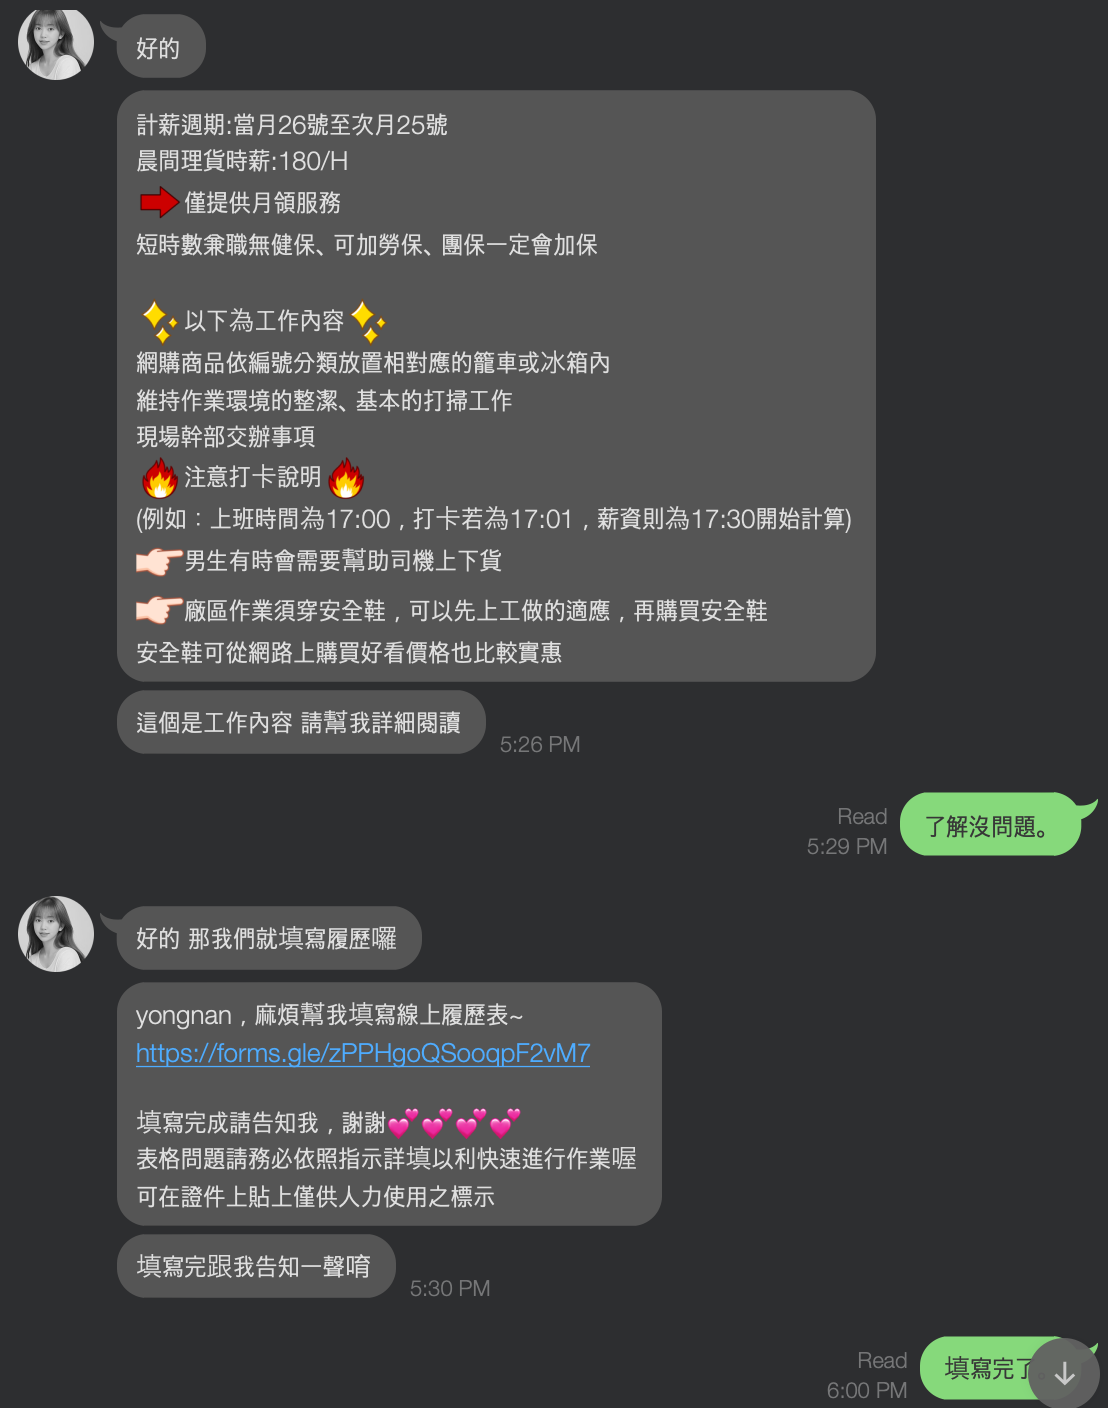 好的
計薪週期:當月26號至次月25號
晨間理貨時薪:180/H
➡僅提供月領服務
短時數兼職無健保、可加勞保、團保一定會加保
✨以下為工作內容✨
網購商品依編號分類放置相對應的籠車或冰箱內
維持作業環境的整潔、基本的打掃工作
現場幹部交辦事項
🔥注意打卡說明🔥
(例如：上班時間為17:00，打卡若為17:01，薪資則為17:30開始計算)
👉男生有時會需要幫助司機上下貨
👉廠區作業須穿安全鞋，可以先上工做的適應，再購買安全鞋
安全鞋可從網路上購買好看價格也比較實惠
這個是工作內容 請幫我詳細閱讀
5:26 PM
Read
5:29 PM
了解沒問題。
好的 那我們就填寫履歷囉
yongnan，麻煩幫我填寫線上履歷表~
https://forms.gle/zPPHgoQSooqpF2vM7
填寫完成請告知我，謝謝💕💕💕💕
表格問題請務必依照指示詳填以利快速進行作業喔
可在證件上貼上僅供人力使用之標示
填寫完跟我告知一聲唷
5:30 PM
Read
6:00 PM
填寫完了。